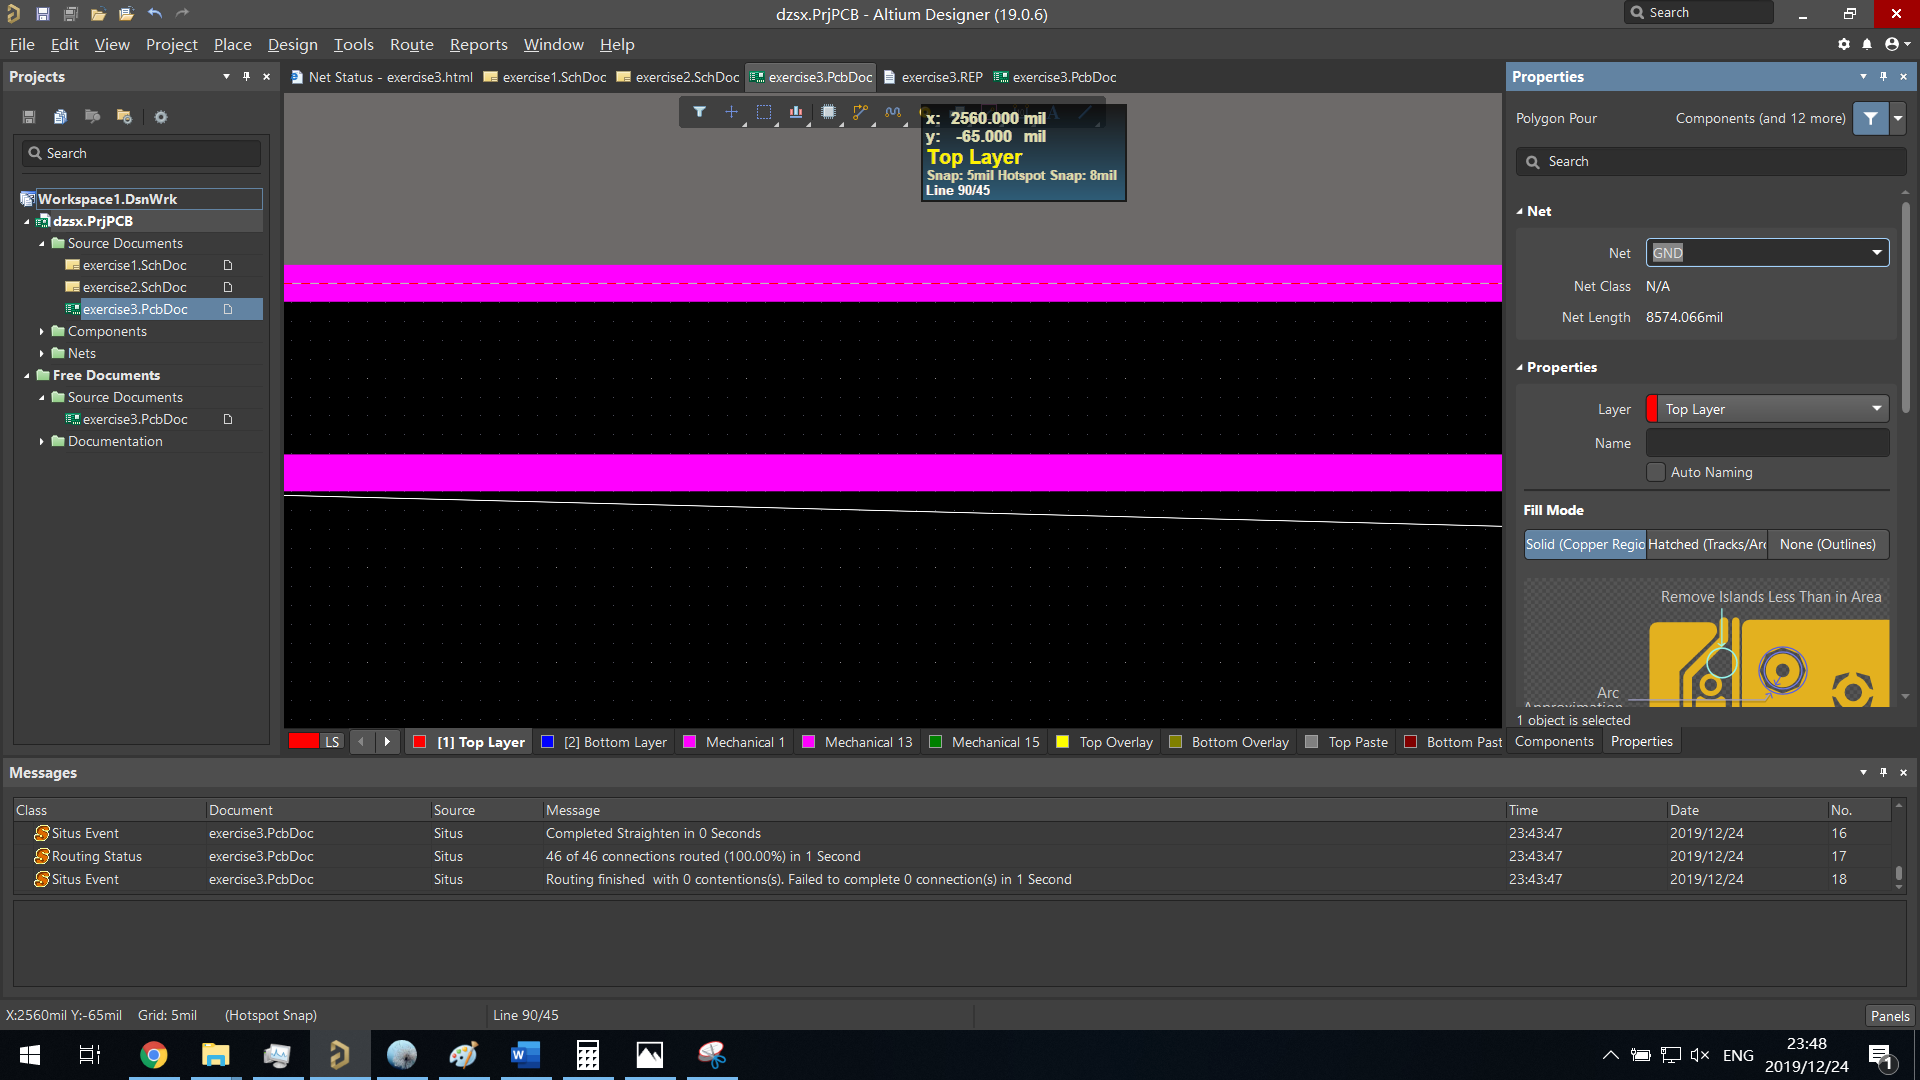 dzsx.PrjPCB - Altium Designer (19.0.6)
Search
File Edit View Project Place Design Tools Route Reports Window Help
Projects
Search
Workspace1.DsnWrk
dzsx.PrjPCB
Source Documents
exercise1.SchDoc
exercise2.SchDoc
exercise3.PcbDoc
Components
Nets
Free Documents
Source Documents
exercise3.PcbDoc
Documentation
Net Status - exercise3.html exercise1.SchDoc exercise2.SchDoc exercise3.PcbDoc exercise3.REP exercise3.PcbDoc
x: 2560.000 mil
y: -65.000 mil
Top Layer
Snap: 5mil Hotspot Snap: 8mil
Line 90/45
LS [1] Top Layer [2] Bottom Layer Mechanical 1 Mechanical 13 Mechanical 15 Top Overlay Bottom Overlay Top Paste Bottom Past
Properties
Polygon Pour Components (and 12 more)
Search
Net
Net GND
Net Class N/A
Net Length 8574.066mil
Properties
Layer Top Layer
Name
Auto Naming
Fill Mode
Solid (Copper Regio Hatched (Tracks/Arc None (Outlines)
Remove Islands Less Than in Area
Arc
Approximation
1 object is selected
Components Properties
Messages
Class Document Source Message Time Date No.
Situs Event exercise3.PcbDoc Situs Completed Straighten in 0 Seconds 23:43:47 2019/12/24 16
Routing Status exercise3.PcbDoc Situs 46 of 46 connections routed (100.00%) in 1 Second 23:43:47 2019/12/24 17
Situs Event exercise3.PcbDoc Situs Routing finished with 0 contentions(s). Failed to complete 0 connection(s) in 1 Second 23:43:47 2019/12/24 18
X:2560mil Y:-65mil Grid: 5mil (Hotspot Snap) Line 90/45 Panels
ENG
23:48
2019/12/24
1